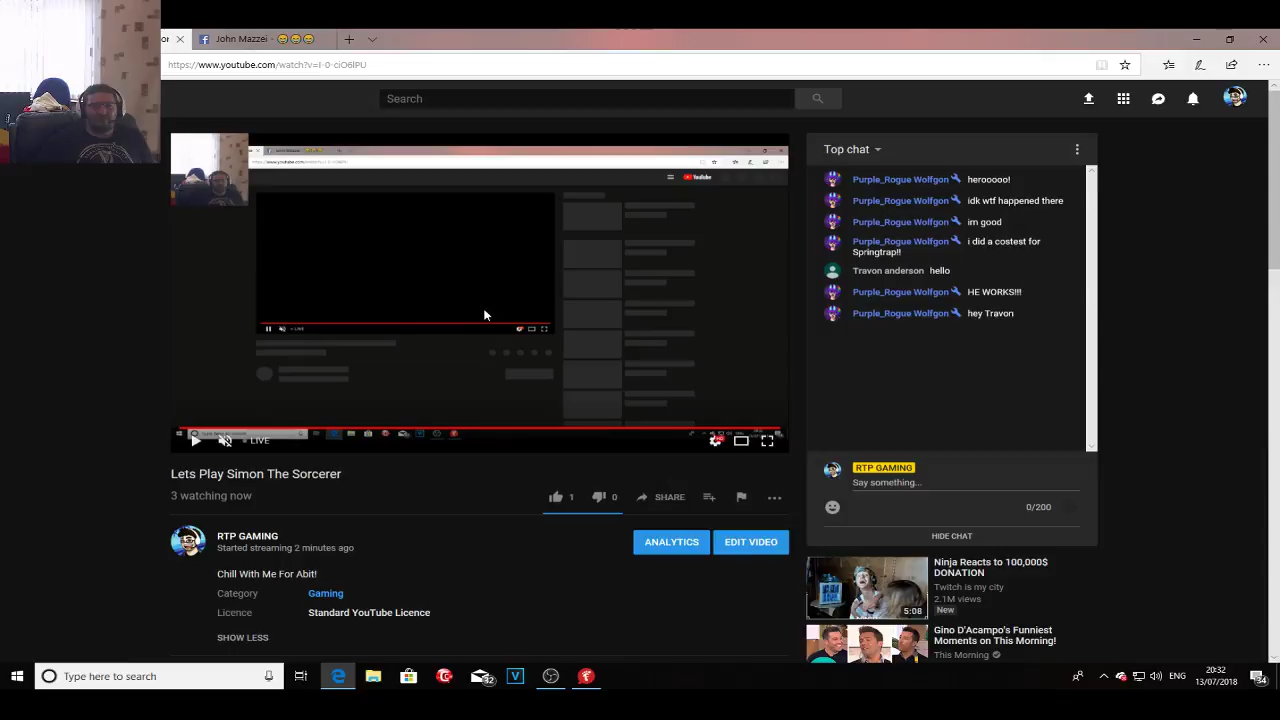 or
John Mazzei - 😄 😄 😄
https://www.youtube.com/watch?v=I-0-ciO6lPU
Search
YouTube
LIVE
LIVE
Lets Play Simon The Sorcerer
3 watching now
1
0
SHARE
RTP GAMING
Started streaming 2 minutes ago
ANALYTICS
EDIT VIDEO
Chill With Me For Abit!
Category
Gaming
Licence
Standard YouTube Licence
SHOW LESS
Top chat
Purple_Rogue Wolfgon herooooo!
Purple_Rogue Wolfgon idk wtf happened there
Purple_Rogue Wolfgon im good
Purple_Rogue Wolfgon i did a costest for
Springtrap!!
Travon anderson hello
Purple_Rogue Wolfgon HE WORKS!!!
Purple_Rogue Wolfgon hey Travon
RTP GAMING
Say something...
0/200
HIDE CHAT
Ninja Reacts to 100,000$
DONATION
Twitch is my city
2.1M views
New
5:08
Gino D'Acampo's Funniest
Moments on This Morning!
This Morning
Type here to search
ENG
20:32
13/07/2018